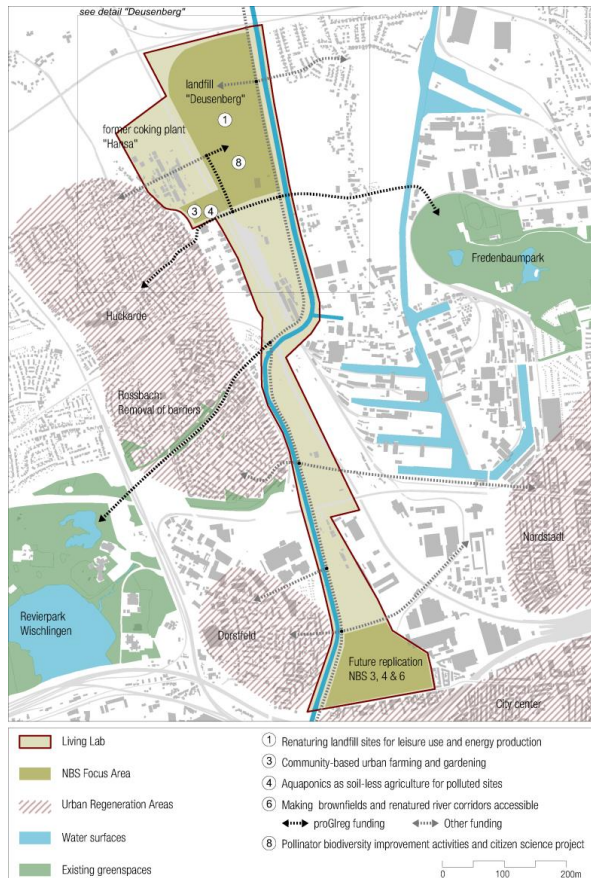 see detail "Deusenberg"
landfill
"Deusenberg"
1
former coking plant
"Hansa"
8
3 4
Fredenbaumpark
Huckarde
Rossbach:
Removal of barriers
Nordstadt
Revierpark
Wischlingen
Dorstfeld
Future replication
NBS 3, 4 & 6
City center
Living Lab
NBS Focus Area
Urban Regeneration Areas
Water surfaces
Existing greenspaces
1 Renaturing landfill sites for leisure use and energy production
3 Community-based urban farming and gardening
4 Aquaponics as soil-less agriculture for polluted sites
6 Making brownfields and renatured river corridors accessible
proGIreg funding Other funding
8 Pollinator biodiversity improvement activities and citizen science project
0 100 200m